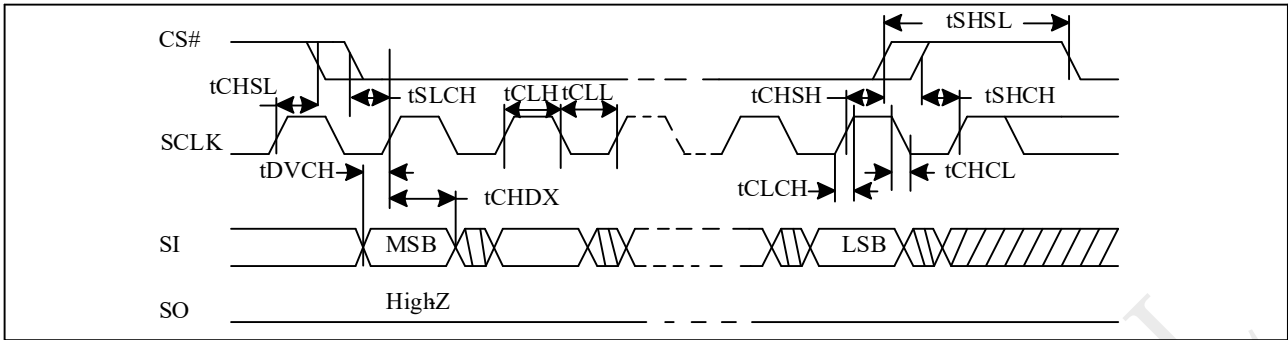 tSHSL
CS#
tCHSL
tSLCH
tCLH
tCLL
tCHSH
tSHCH
SCLK
tDVCH
tCHDX
tCLCH
tCHCL
SI
MSB
LSB
High-Z
SO